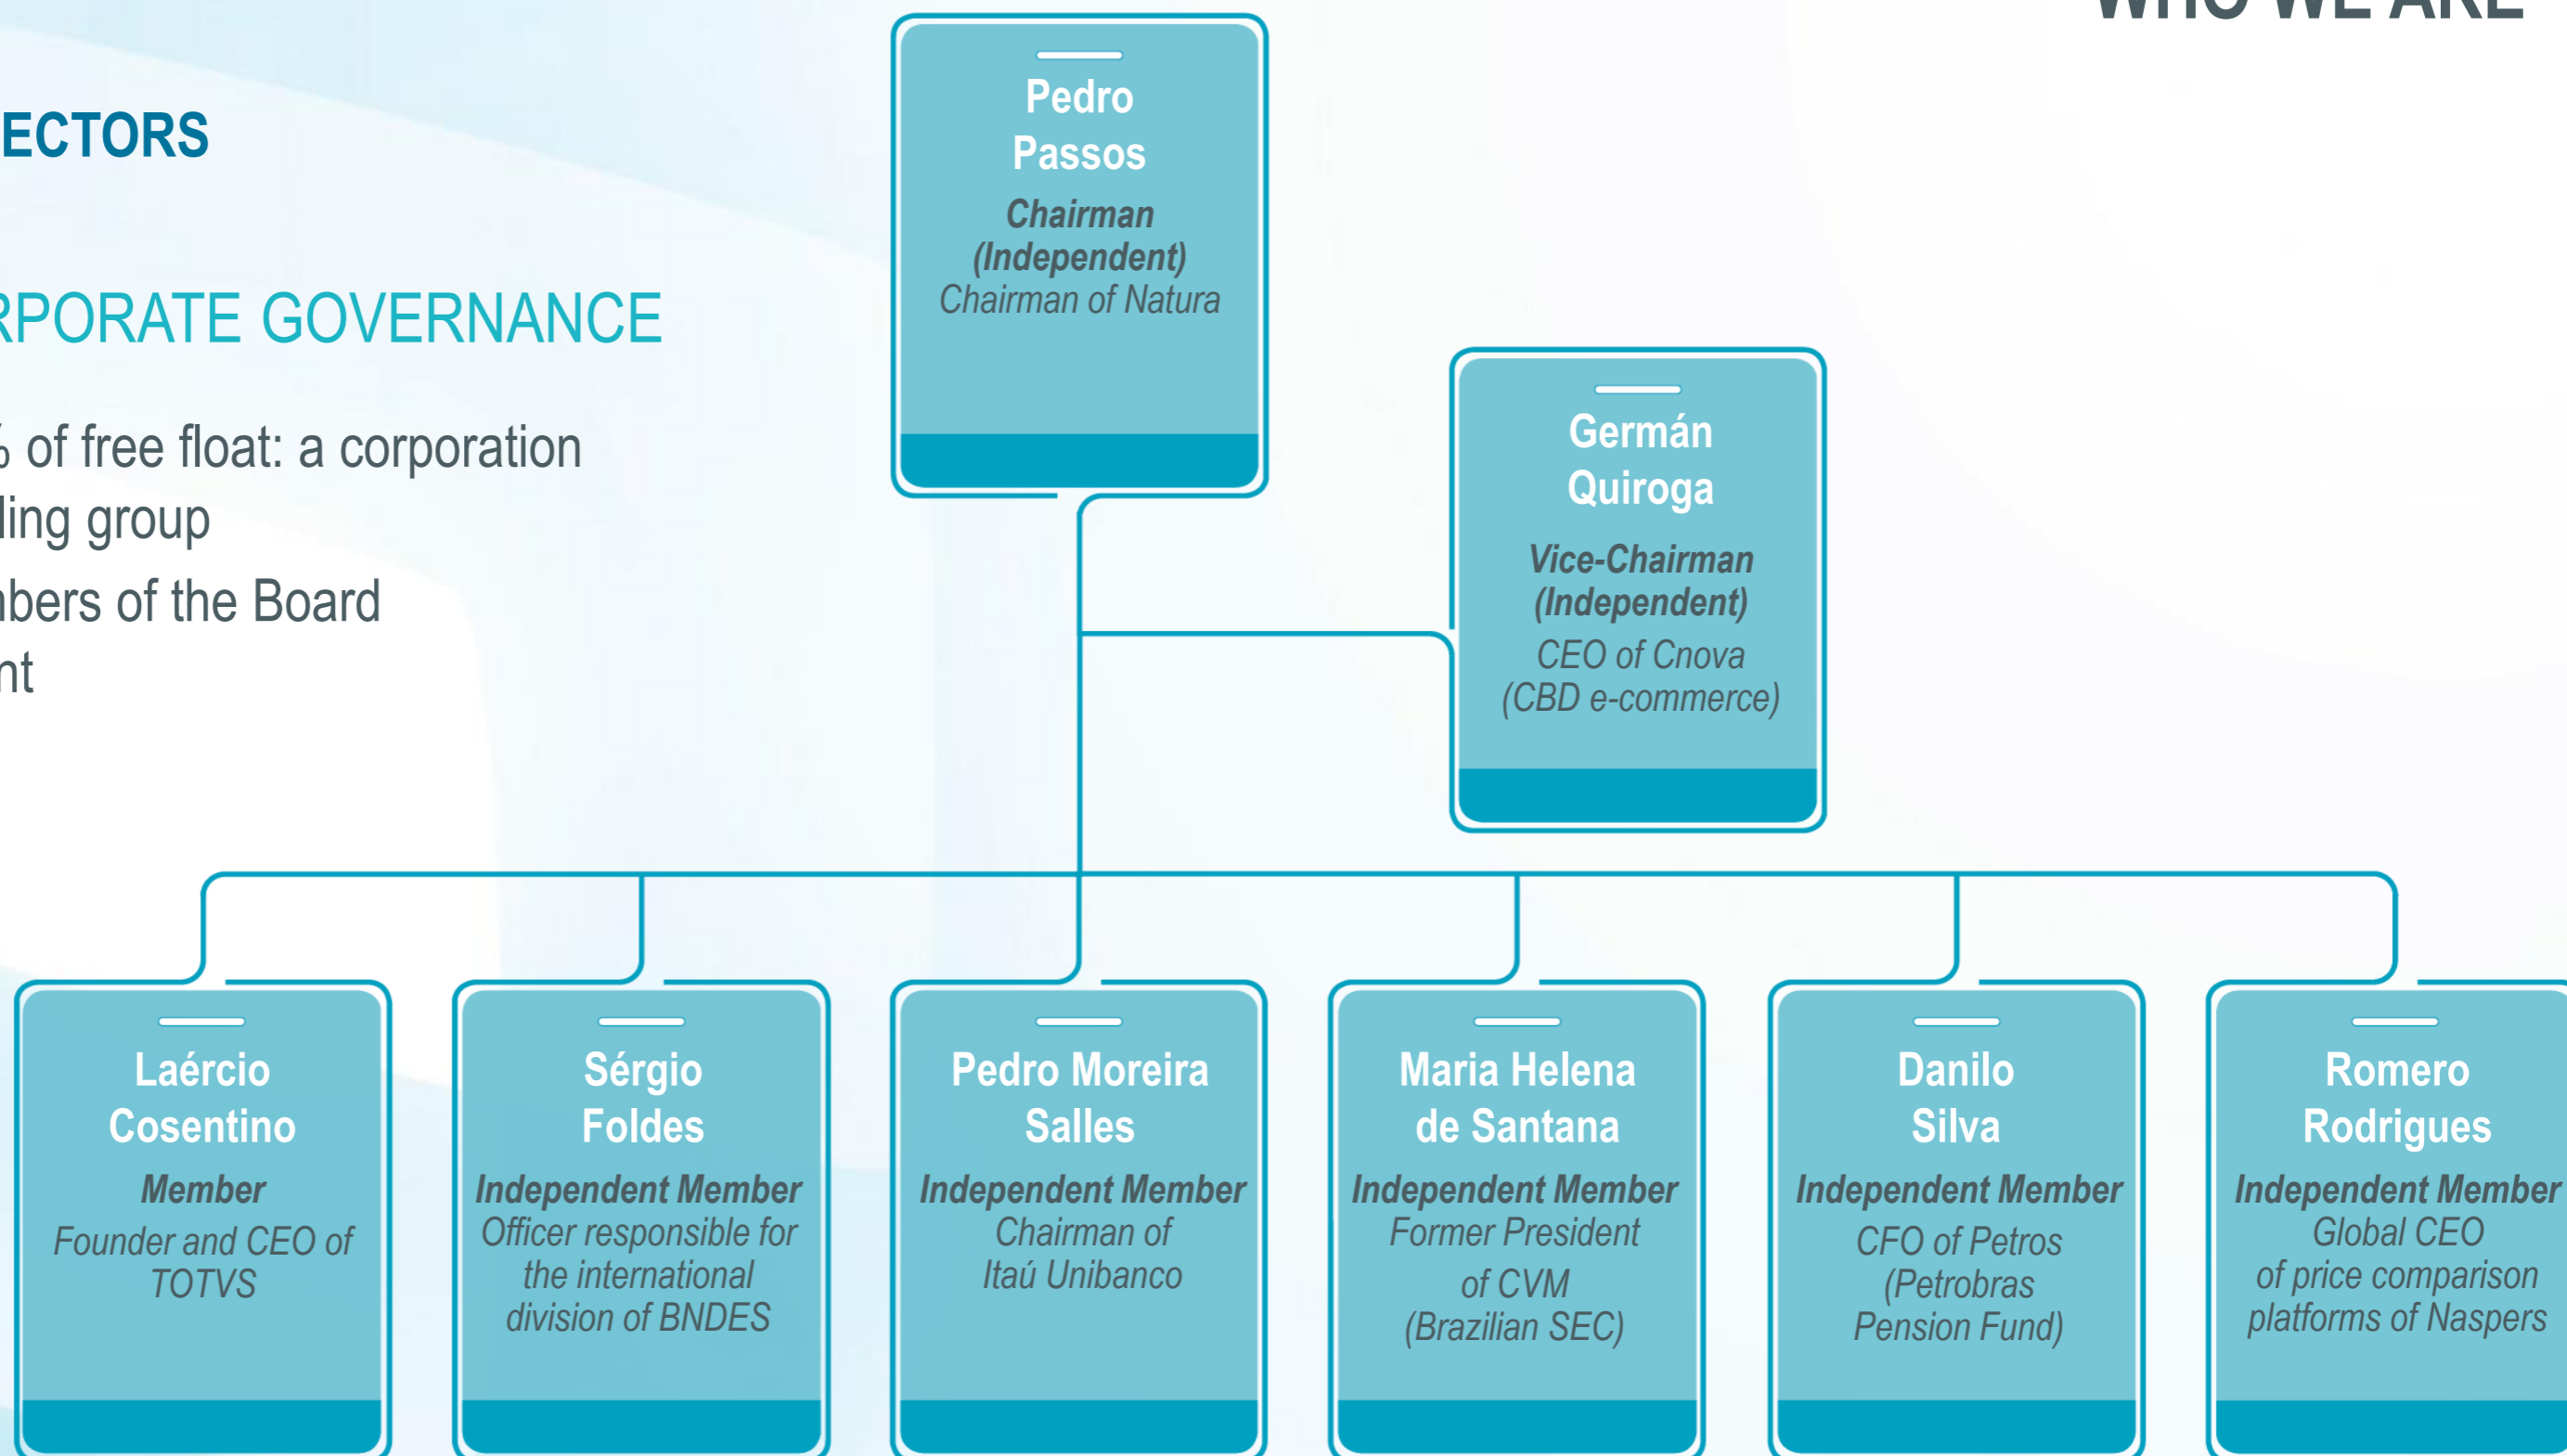 WHO WE ARE
ECTORS
RPORATE GOVERNANCE
% of free float: a corporation
ling group
bers of the Board
nt
Pedro
Passos
Chairman
(Independent)
Chairman of Natura
Germán
Quiroga
Vice-Chairman
(Independent)
CEO of Cnova
(CBD e-commerce)
Laércio
Cosentino
Member
Founder and CEO of
TOTVS
Sérgio
Foldes
Independent Member
Officer responsible for
the international
division of BNDES
Pedro Moreira
Salles
Independent Member
Chairman of
Itaú Unibanco
Maria Helena
de Santana
Independent Member
Former President
of CVM
(Brazilian SEC)
Danilo
Silva
Independent Member
CFO of Petros
(Petrobras
Pension Fund)
Romero
Rodrigues
Independent Member
Global CEO
of price comparison
platforms of Naspers